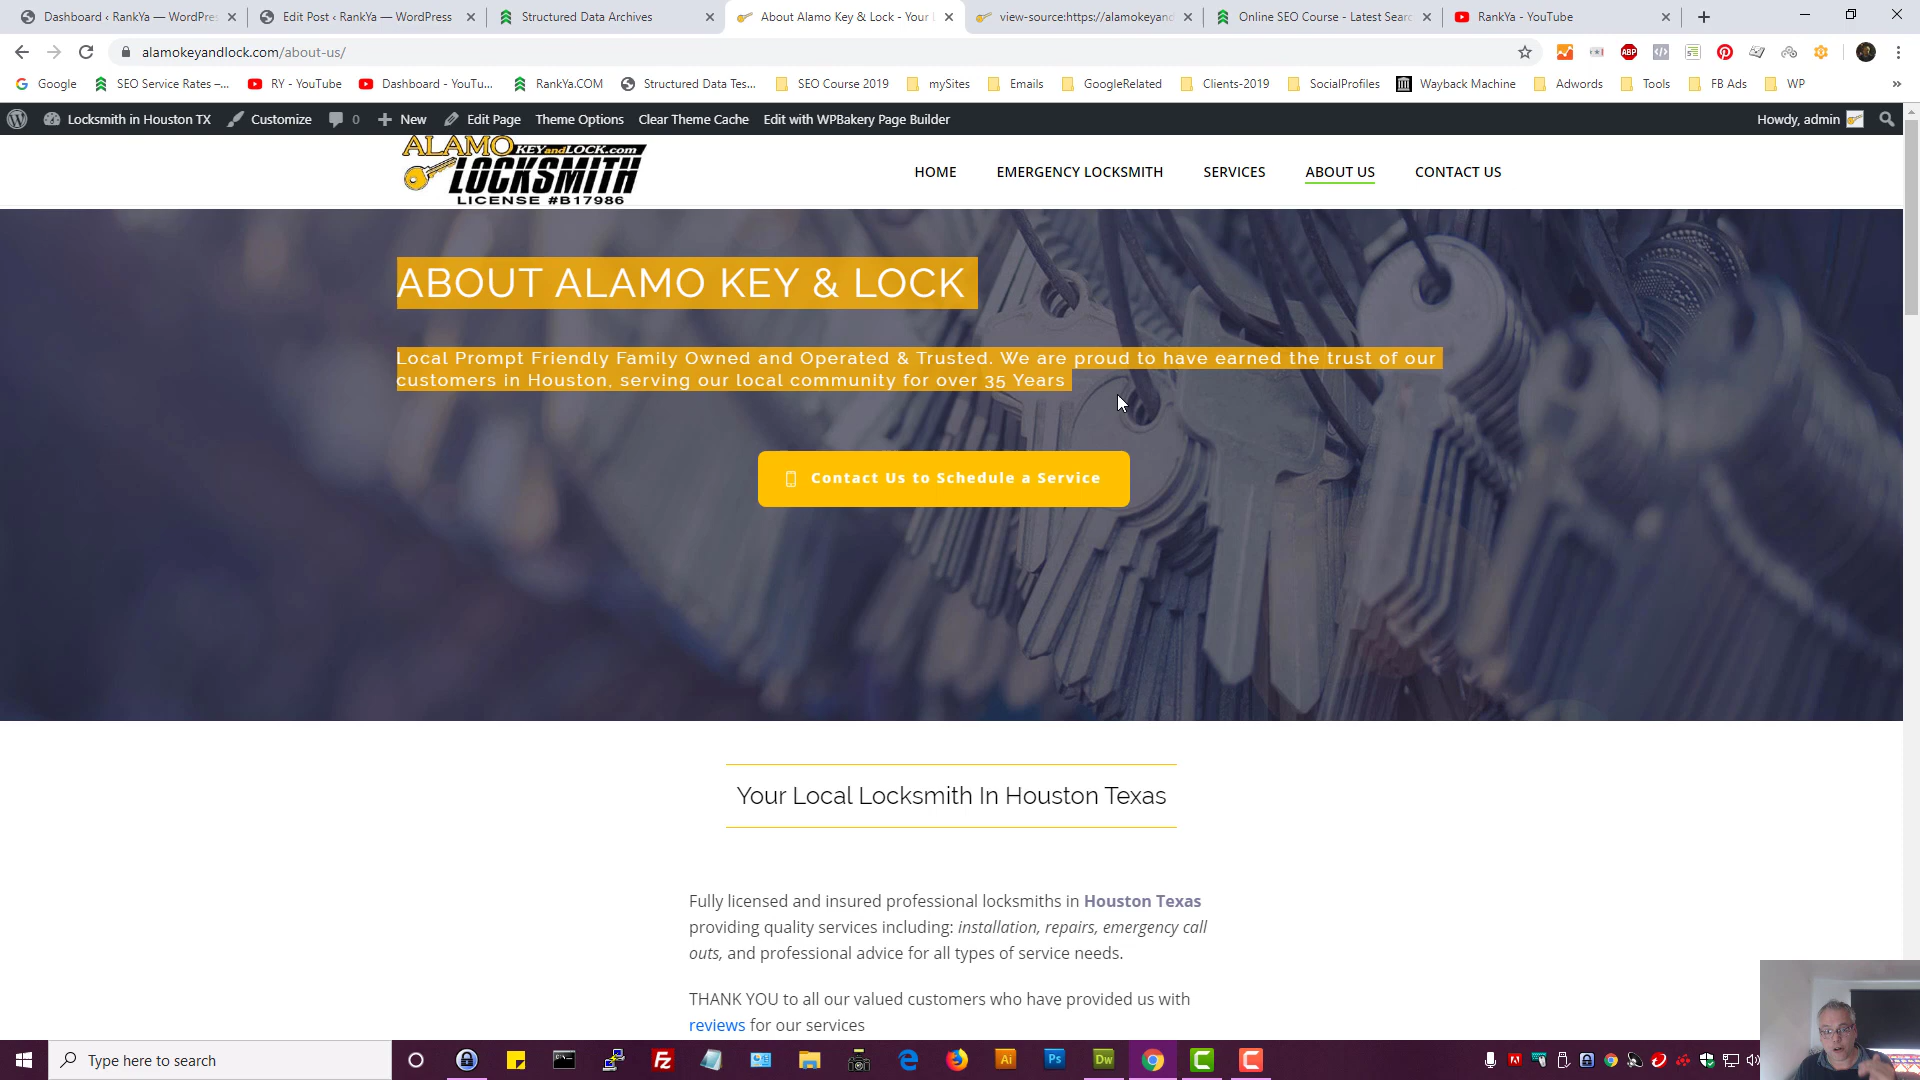 Dashboard ‹ RankYa — WordPre
Edit Post ‹ RankYa — WordPress
Structured Data Archives
About Alamo Key & Lock - Your
view-source:https://alamokeyand
Online SEO Course - Latest Searc
RankYa - YouTube
alamokeyandlock.com/about-us/
ABP
Google
SEO Service Rates –...
RY - YouTube
Dashboard - YouTu...
RankYa.COM
Structured Data Tes...
SEO Course 2019
mySites
Emails
GoogleRelated
Clients-2019
SocialProfiles
Wayback Machine
Adwords
Tools
FB Ads
WP
»
Locksmith in Houston TX
Customize
0
New
Edit Page
Theme Options
Clear Theme Cache
Edit with WPBakery Page Builder
Howdy, admin
ALAMO KEYandLOCK.com
LOCKSMITH
LICENSE #B17986
HOME
EMERGENCY LOCKSMITH
SERVICES
ABOUT US
CONTACT US
ABOUT ALAMO KEY & LOCK
Local Prompt Friendly Family Owned and Operated & Trusted. We are proud to have earned the trust of our
customers in Houston, serving our local community for over 35 Years
Contact Us to Schedule a Service
Your Local Locksmith In Houston Texas
Fully licensed and insured professional locksmiths in Houston Texas
providing quality services including: installation, repairs, emergency call
outs, and professional advice for all types of service needs.
THANK YOU to all our valued customers who have provided us with
reviews for our services
Type here to search
Fz
Ai
Ps
Dw